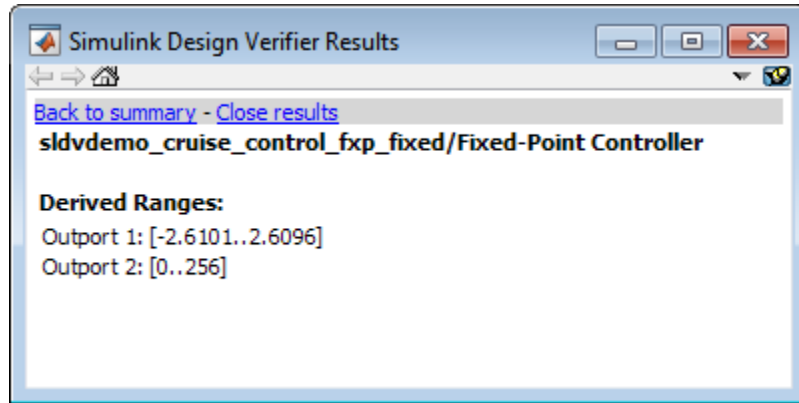 Simulink Design Verifier Results
Back to summary - Close results
sldvdemo_cruise_control_fxp_fixed/Fixed-Point Controller
Derived Ranges:
Outport 1: [-2.6101..2.6096]
Outport 2: [0..256]